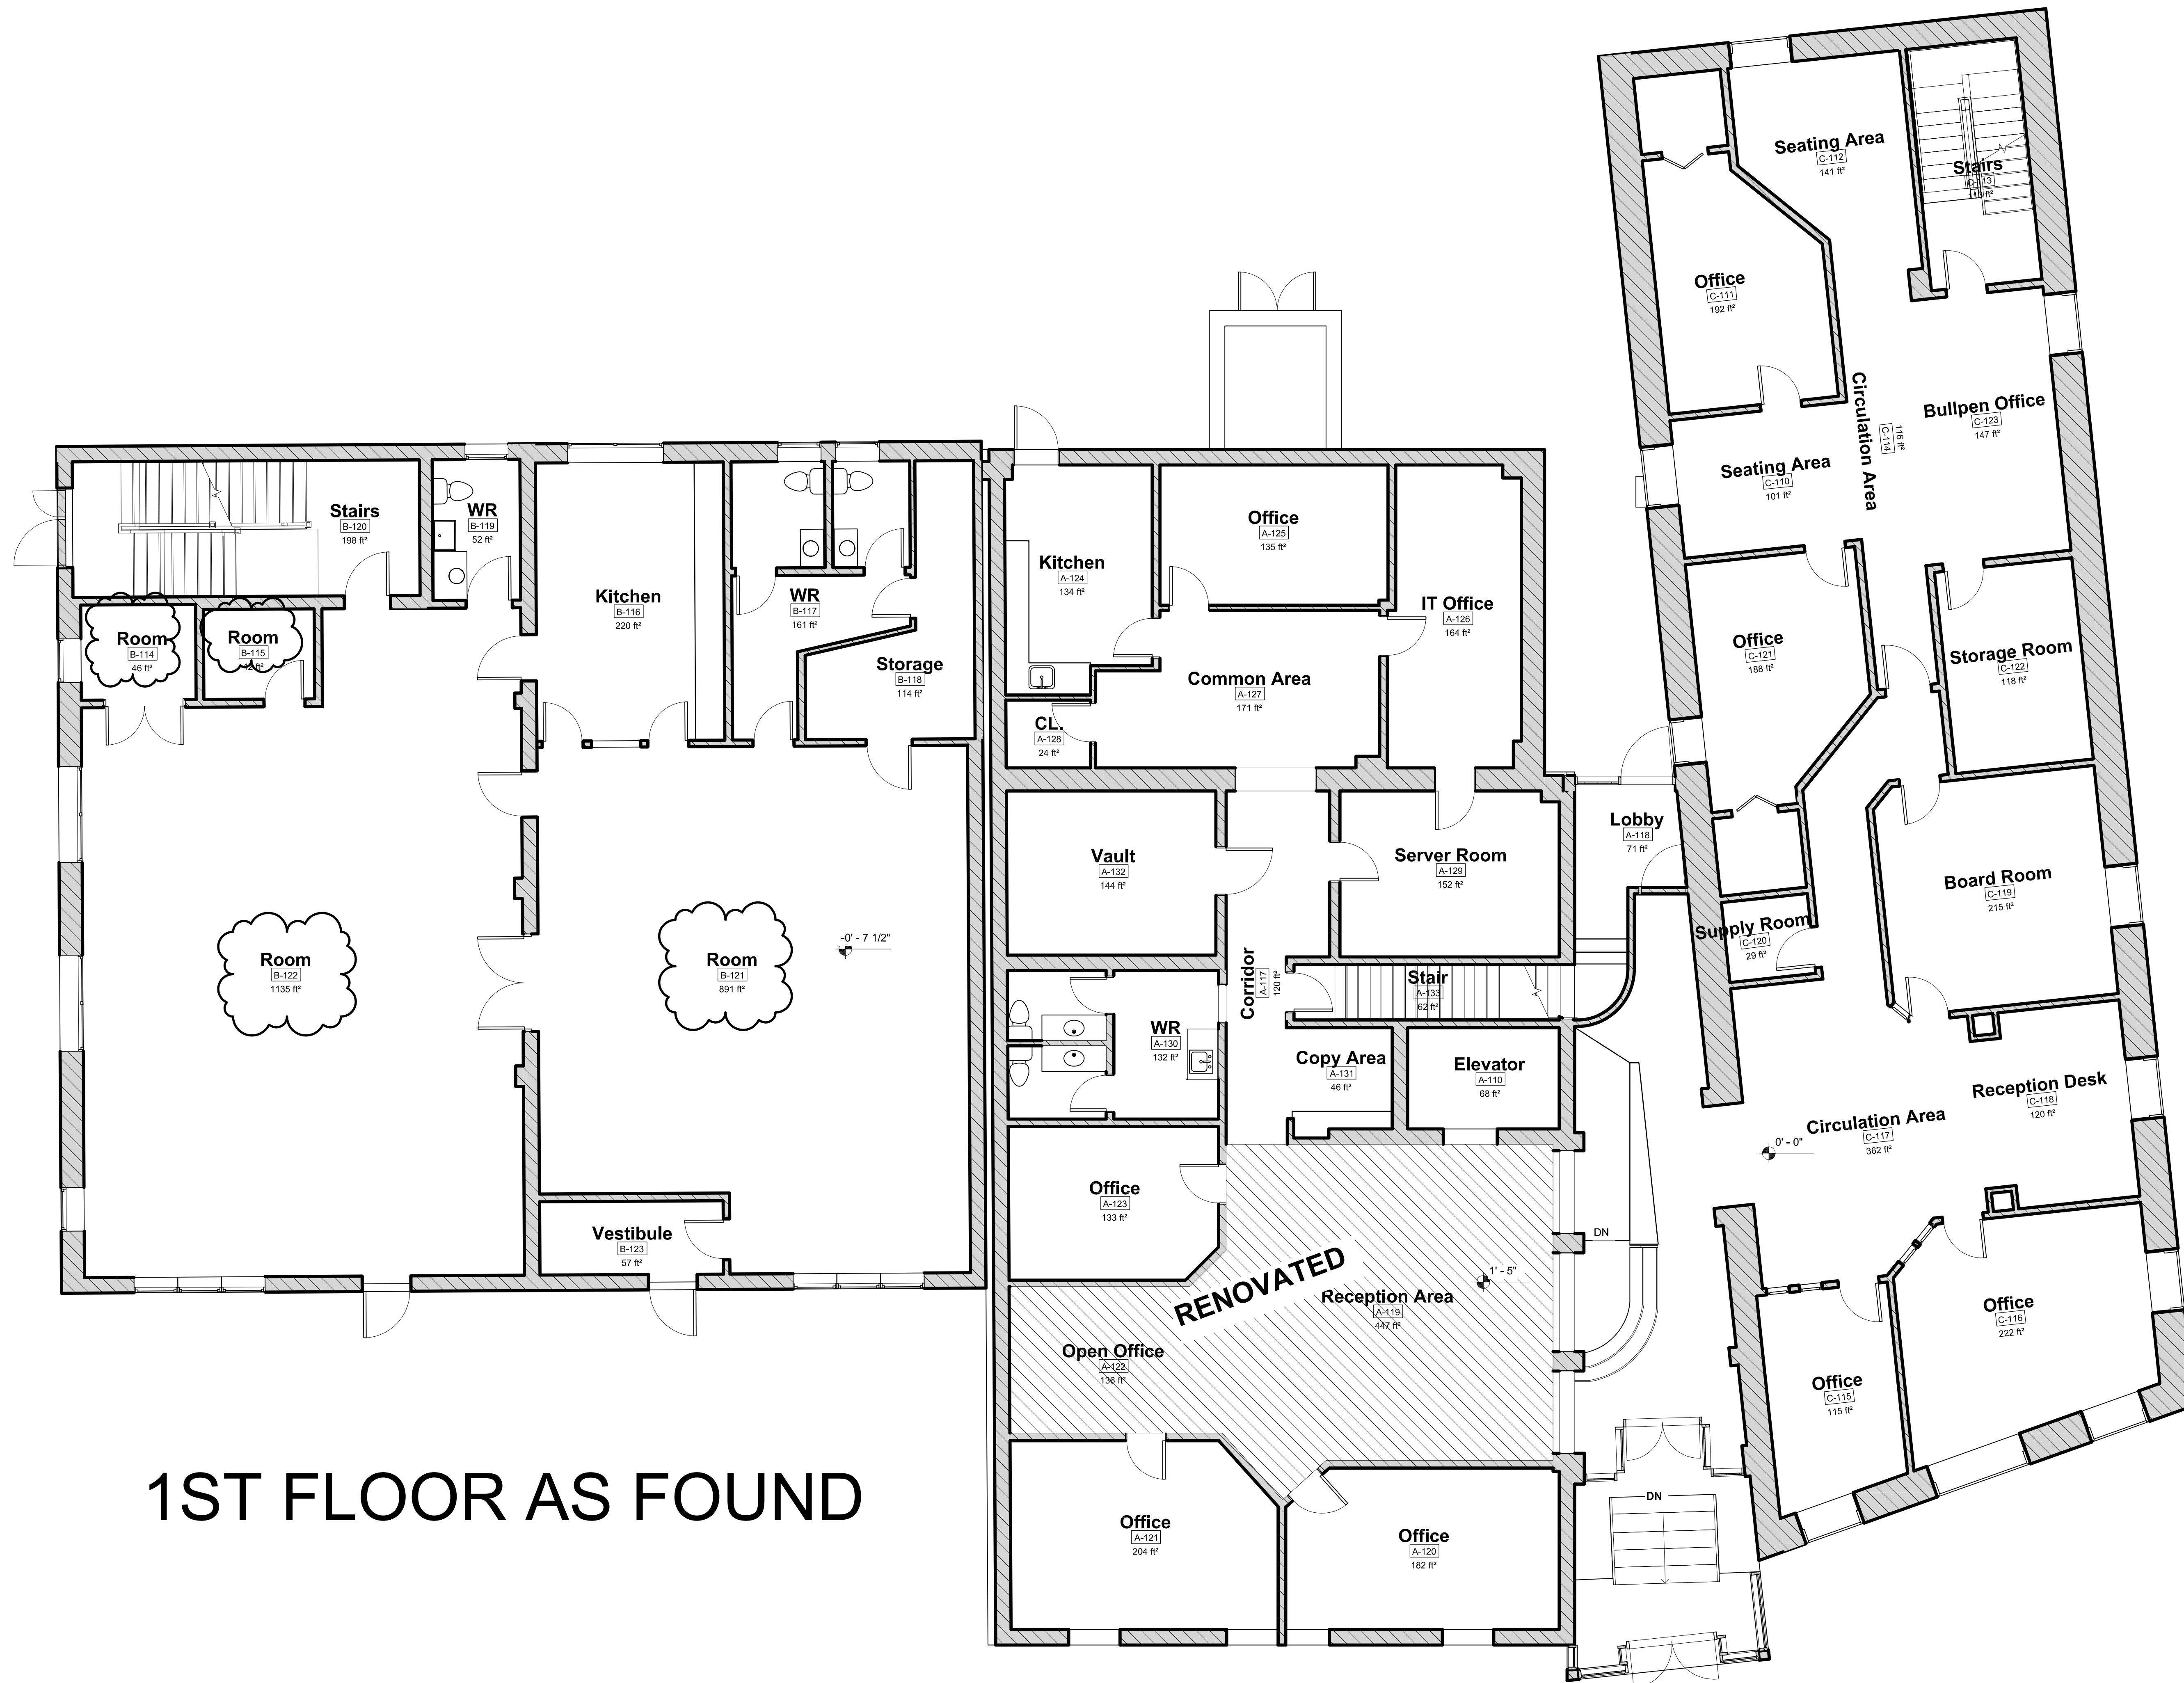 Seating Area
C-112
141 ft²
Stairs
C-113
Office
C-111
192 ft²
Circulation Area
C-114
116 ft²
Bullpen Office
C-123
147 ft²
Seating Area
C-110
101 ft²
Stairs
B-120
198 ft²
WR
B-119
52 ft²
Kitchen
B-116
220 ft²
WR
B-117
161 ft²
Storage
B-118
114 ft²
Room
B-114
46 ft²
Room
B-115
Kitchen
A-124
134 ft²
Office
A-125
135 ft²
IT Office
A-126
164 ft²
Common Area
A-127
171 ft²
CL.
A-128
24 ft²
Office
C-121
188 ft²
Storage Room
C-122
118 ft²
Vault
A-132
144 ft²
Server Room
A-129
152 ft²
Lobby
A-118
71 ft²
Board Room
C-119
215 ft²
Supply Room
C-120
29 ft²
Room
B-122
1135 ft²
Room
B-121
891 ft²
-0' - 7 1/2"
Corridor
A-117
120 ft²
Stair
A-133
62 ft²
WR
A-130
132 ft²
Copy Area
A-131
46 ft²
Elevator
A-110
68 ft²
Reception Desk
C-118
120 ft²
Circulation Area
C-117
362 ft²
0' - 0"
Office
A-123
133 ft²
Vestibule
B-123
57 ft²
DN
RENOVATED
1' - 5"
Reception Area
A-119
447 ft²
Open Office
A-122
136 ft²
Office
C-116
222 ft²
Office
C-115
115 ft²
1ST FLOOR AS FOUND
Office
A-121
204 ft²
Office
A-120
182 ft²
DN